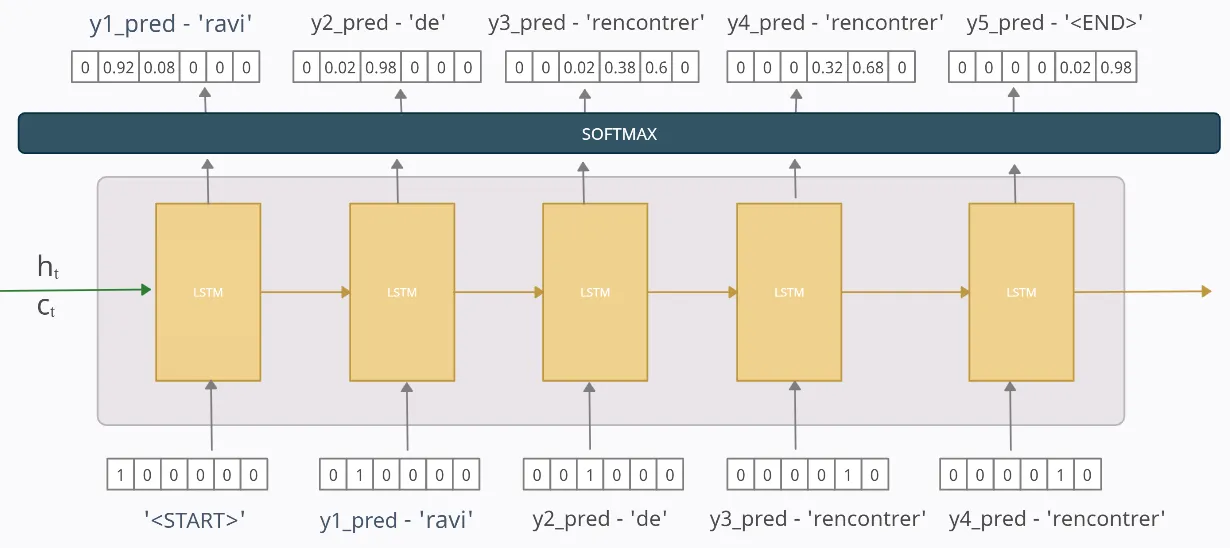 y1_pred - 'ravi' y2_pred - 'de' y3_pred - 'rencontrer' y4_pred - 'rencontrer' y5_pred - '<END>'
0 0.92 0.08 0 0 0 0 0.02 0.98 0 0 0 0 0 0.02 0.38 0.6 0 0 0 0 0.32 0.68 0 0 0 0 0 0.02 0.98
SOFTMAX
h_t
c_t
LSTM LSTM LSTM LSTM LSTM
1 0 0 0 0 0 0 1 0 0 0 0 0 0 1 0 0 0 0 0 0 0 1 0 0 0 0 0 1 0
'<START>' y1_pred - 'ravi' y2_pred - 'de' y3_pred - 'rencontrer' y4_pred - 'rencontrer'